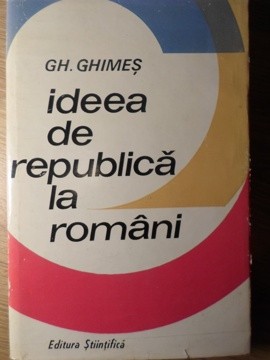 GH. GHIMEȘ
ideea
de
republică
la
români
Editura Științifică